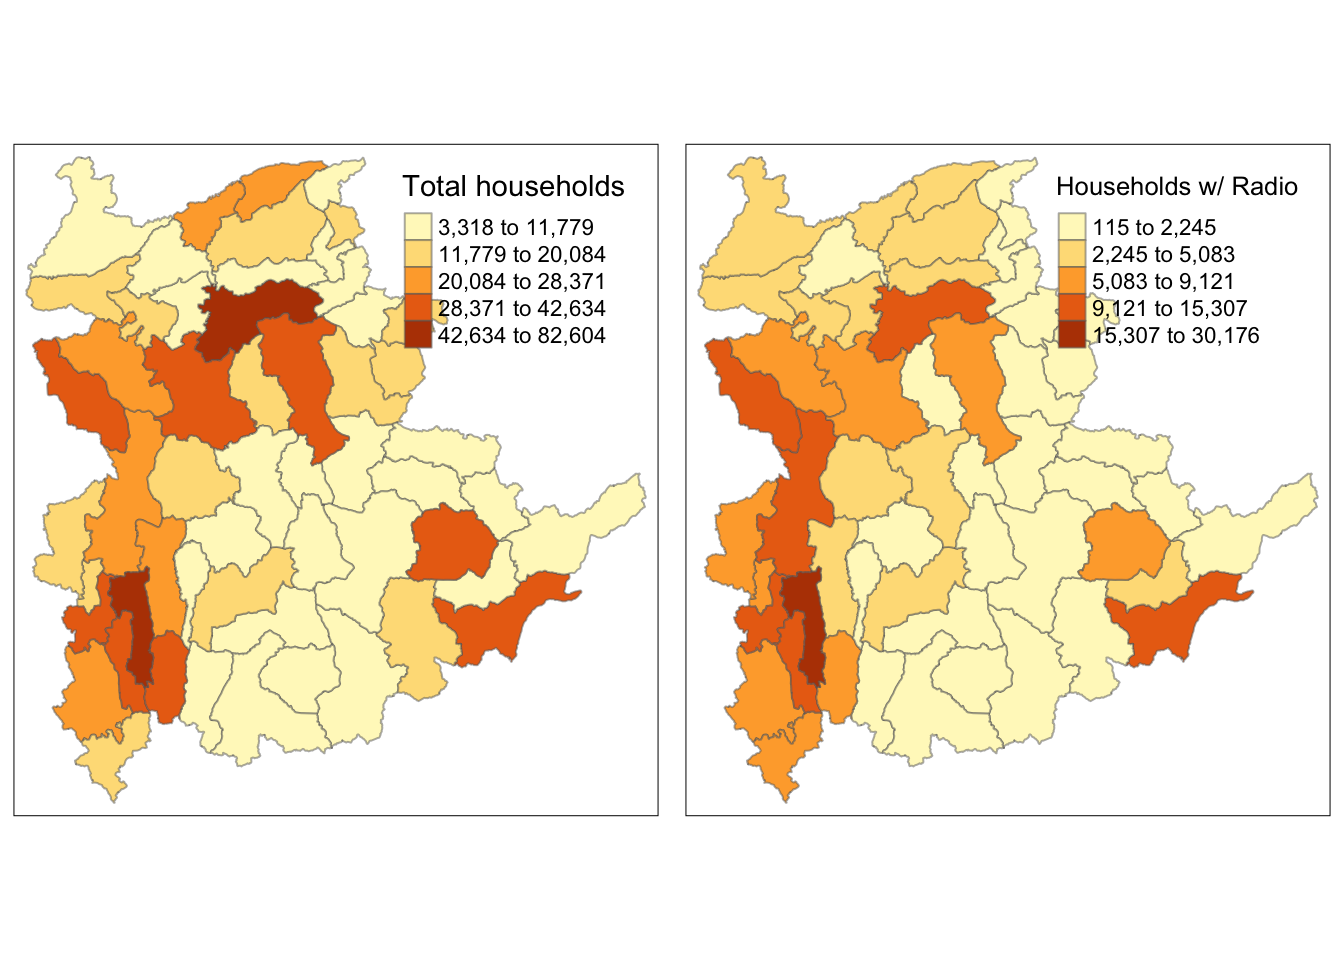 Total households
3,318 to 11,779
11,779 to 20,084
20,084 to 28,371
28,371 to 42,634
42,634 to 82,604
Households w/ Radio
115 to 2,245
2,245 to 5,083
5,083 to 9,121
9,121 to 15,307
15,307 to 30,176